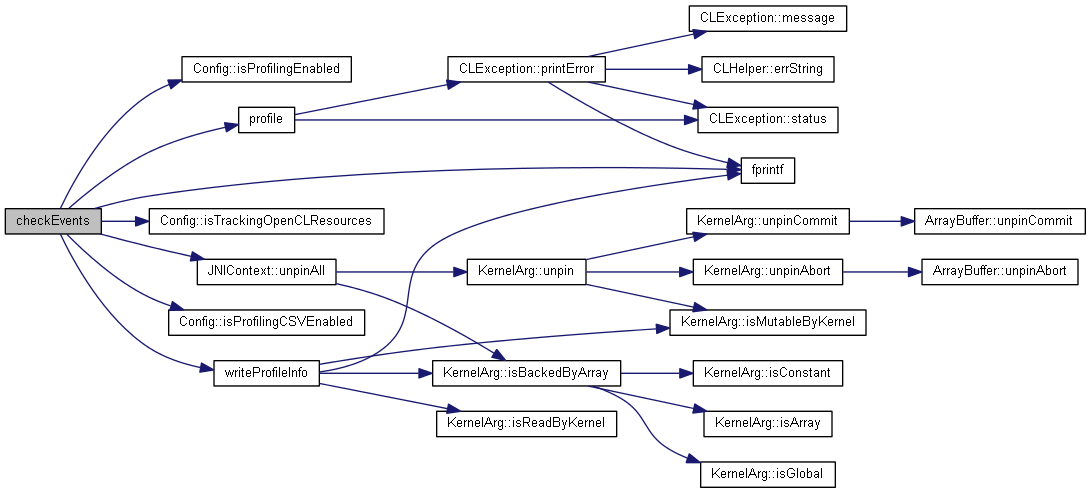 CLException::message
Config::isProfilingEnabled
CLException::printError
CLHelper::errString
profile
CLException::status
fprintf
checkEvents
Config::isTrackingOpenCLResources
KernelArg::unpinCommit
ArrayBuffer::unpinCommit
JNIContext::unpinAll
KernelArg::unpin
KernelArg::unpinAbort
ArrayBuffer::unpinAbort
Config::isProfilingCSVEnabled
KernelArg::isMutableByKernel
writeProfileInfo
KernelArg::isBackedByArray
KernelArg::isConstant
KernelArg::isReadByKernel
KernelArg::isArray
KernelArg::isGlobal